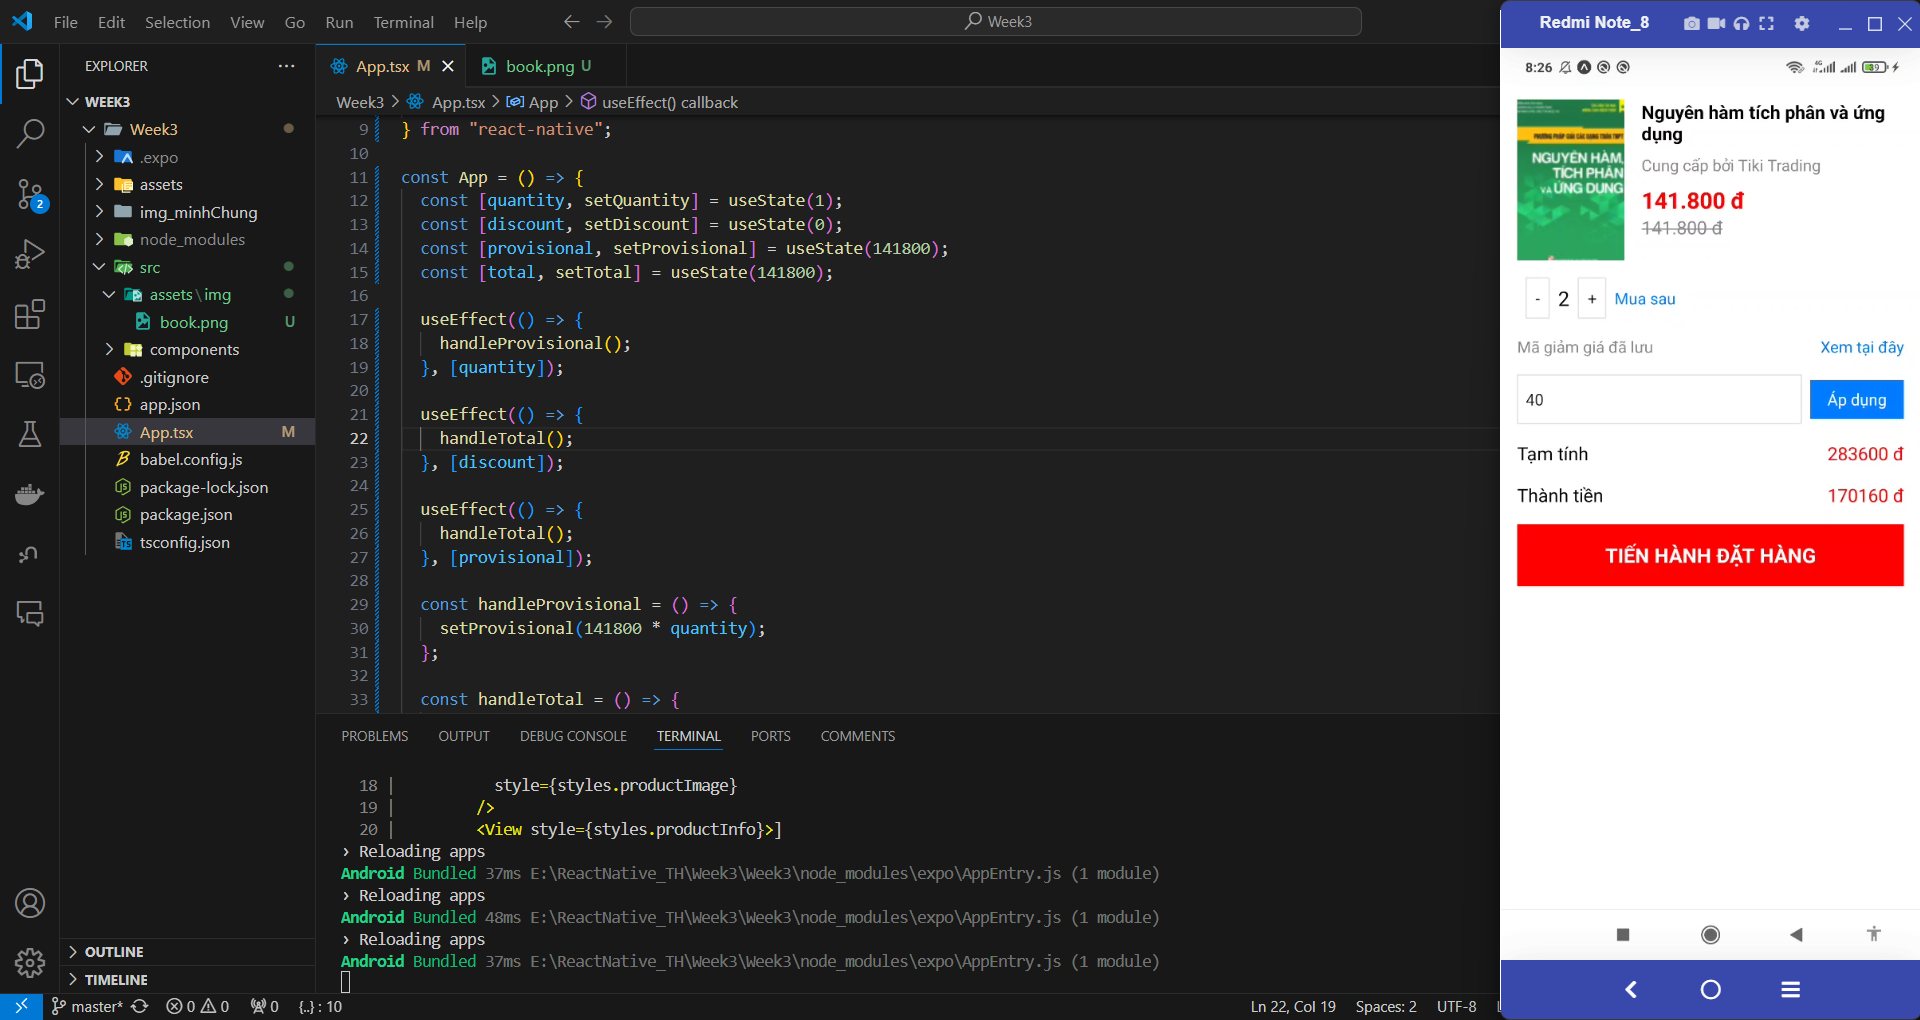 File Edit Selection View Go Run Terminal Help
Week3
EXPLORER
WEEK3
Week3
.expo
assets
img_minhChung
node_modules
src
assets\img
book.png U
components
.gitignore
app.json
App.tsx M
babel.config.js
package-lock.json
package.json
tsconfig.json
OUTLINE
TIMELINE
2
App.tsx M
book.png U
Week3 > App.tsx > App > useEffect() callback
9 } from "react-native";
10
11 const App = () => {
12 const [quantity, setQuantity] = useState(1);
13 const [discount, setDiscount] = useState(0);
14 const [provisional, setProvisional] = useState(141800);
15 const [total, setTotal] = useState(141800);
16
17 useEffect(() => {
18 handleProvisional();
19 }, [quantity]);
20
21 useEffect(() => {
22 handleTotal();
23 }, [discount]);
24
25 useEffect(() => {
26 handleTotal();
27 }, [provisional]);
28
29 const handleProvisional = () => {
30 setProvisional(141800 * quantity);
31 };
32
33 const handleTotal = () => {
PROBLEMS OUTPUT DEBUG CONSOLE TERMINAL PORTS COMMENTS
18 | style={styles.productImage}
19 | />
20 | <View style={styles.productInfo}>]
› Reloading apps
Android Bundled 37ms E:\ReactNative_TH\Week3\Week3\node_modules\expo\AppEntry.js (1 module)
› Reloading apps
Android Bundled 48ms E:\ReactNative_TH\Week3\Week3\node_modules\expo\AppEntry.js (1 module)
› Reloading apps
Android Bundled 37ms E:\ReactNative_TH\Week3\Week3\node_modules\expo\AppEntry.js (1 module)
master* 0 0 0 {..} : 10
Ln 22, Col 19 Spaces: 2 UTF-8
Redmi Note_8
8:26
4G
39
NGUYÊN HÀM,
TÍCH PHÂN
VÀ ỨNG DỤNG
Nguyên hàm tích phân và ứng
dụng
Cung cấp bởi Tiki Trading
141.800 đ
141.800 đ
- 2 + Mua sau
Mã giảm giá đã lưu Xem tại đây
40 Áp dụng
Tạm tính 283600 đ
Thành tiền 170160 đ
TIẾN HÀNH ĐẶT HÀNG